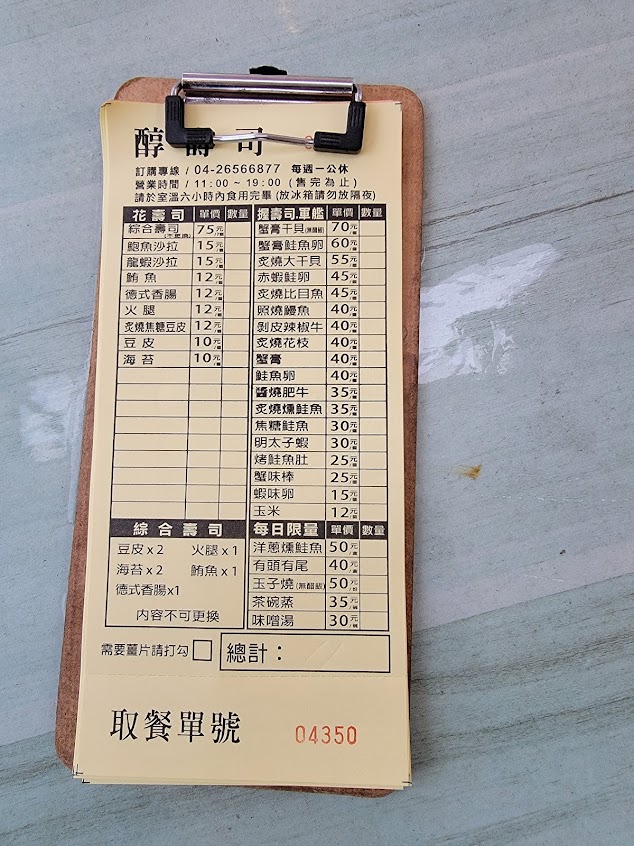 醇壽司
訂購專線 / 04-26566877 每週一公休
營業時間 / 11:00 ~ 19:00 (售完為止)
請於室溫六小時內食用完畢 (放冰箱請勿放隔夜)
花壽司 單價 數量
綜合壽司 75元
鮑魚沙拉 15元
龍蝦沙拉 15元
鮪魚 12元
德式香腸 12元
火腿 12元
炙燒焦糖豆皮 12元
豆皮 10元
海苔 10元
握壽司.軍艦 單價 數量
蟹膏干貝(無醋飯) 70元
蟹膏鮭魚卵 60元
炙燒大干貝 55元
赤蝦鮭卵 45元
炙燒比目魚 45元
照燒鰻魚 40元
剝皮辣椒牛 40元
炙燒花枝 40元
蟹膏 40元
鮭魚卵 40元
醬燒肥牛 35元
炙燒燻鮭魚 35元
焦糖鮭魚 30元
明太子蝦 30元
烤鮭魚肚 25元
蟹味棒 25元
蝦味卵 15元
玉米 12元
綜合壽司
豆皮x2 火腿x1
海苔x2 鮪魚x1
德式香腸x1
內容不可更換
每日限量 單價 數量
洋蔥燻鮭魚 50元
有頭有尾 40元
玉子燒(無醋飯) 50元
茶碗蒸 35元
味噌湯 30元
需要薑片請打勾
總計：
取餐單號 04350